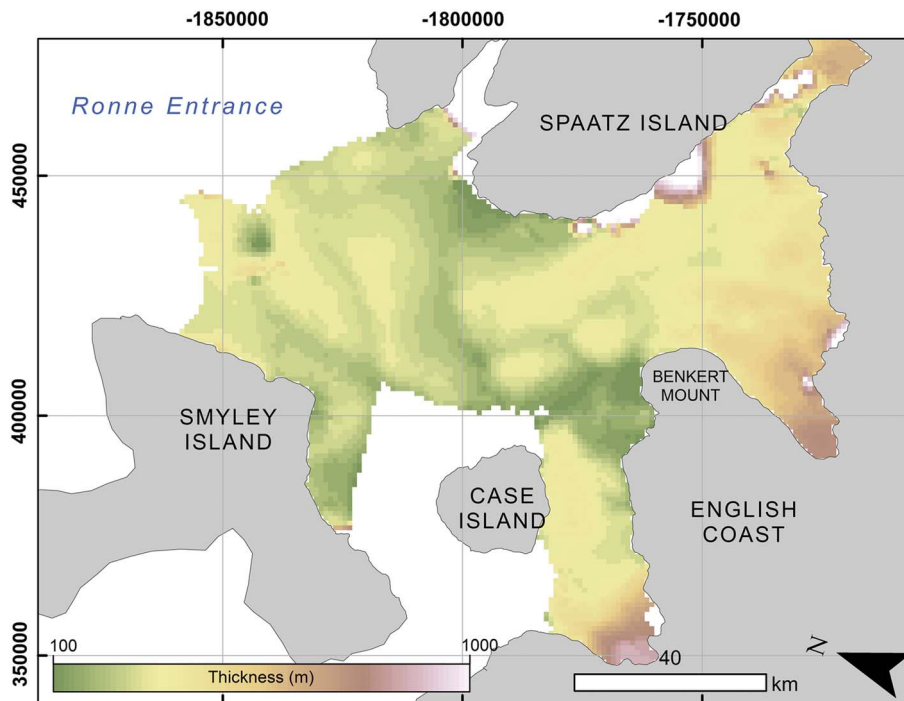 -1850000 -1800000 -1750000
Ronne Entrance
SPAATZ ISLAND
450000
BENKERT
MOUNT
400000
SMYLEY
ISLAND
CASE
ISLAND
ENGLISH
COAST
350000
100 1000
Thickness (m)
40
km
N